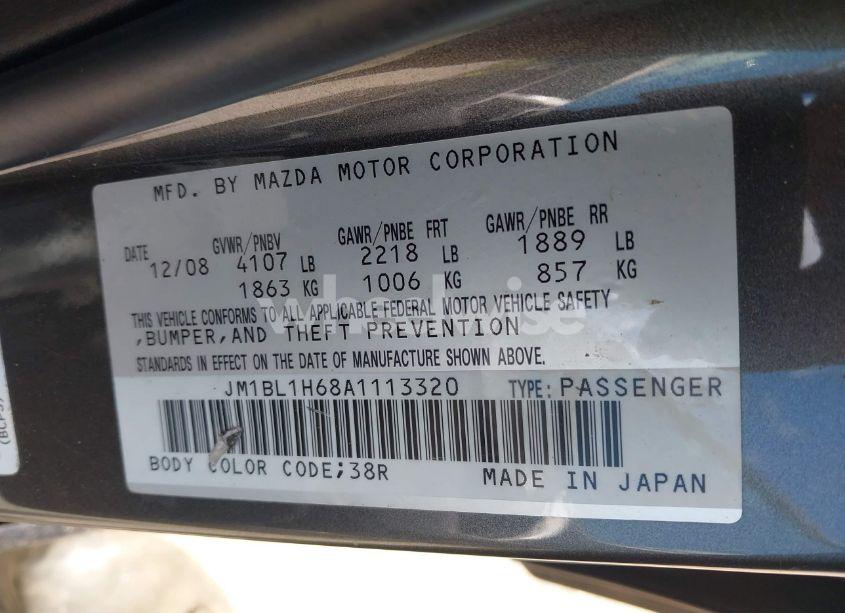 MFD. BY MAZDA MOTOR CORPORATION
DATE GVWR/PNBV GAWR/PNBE FRT GAWR/PNBE RR
12/08 4107 LB 2218 LB 1889 LB
1863 KG 1006 KG 857 KG
THIS VEHICLE CONFORMS TO ALL APPLICABLE FEDERAL MOTOR VEHICLE SAFETY
,BUMPER,AND THEFT PREVENTION
STANDARDS IN EFFECT ON THE DATE OF MANUFACTURE SHOWN ABOVE.
JM1BL1H68A1113320 TYPE: PASSENGER
BODY COLOR CODE;38R MADE IN JAPAN
(BCPS)